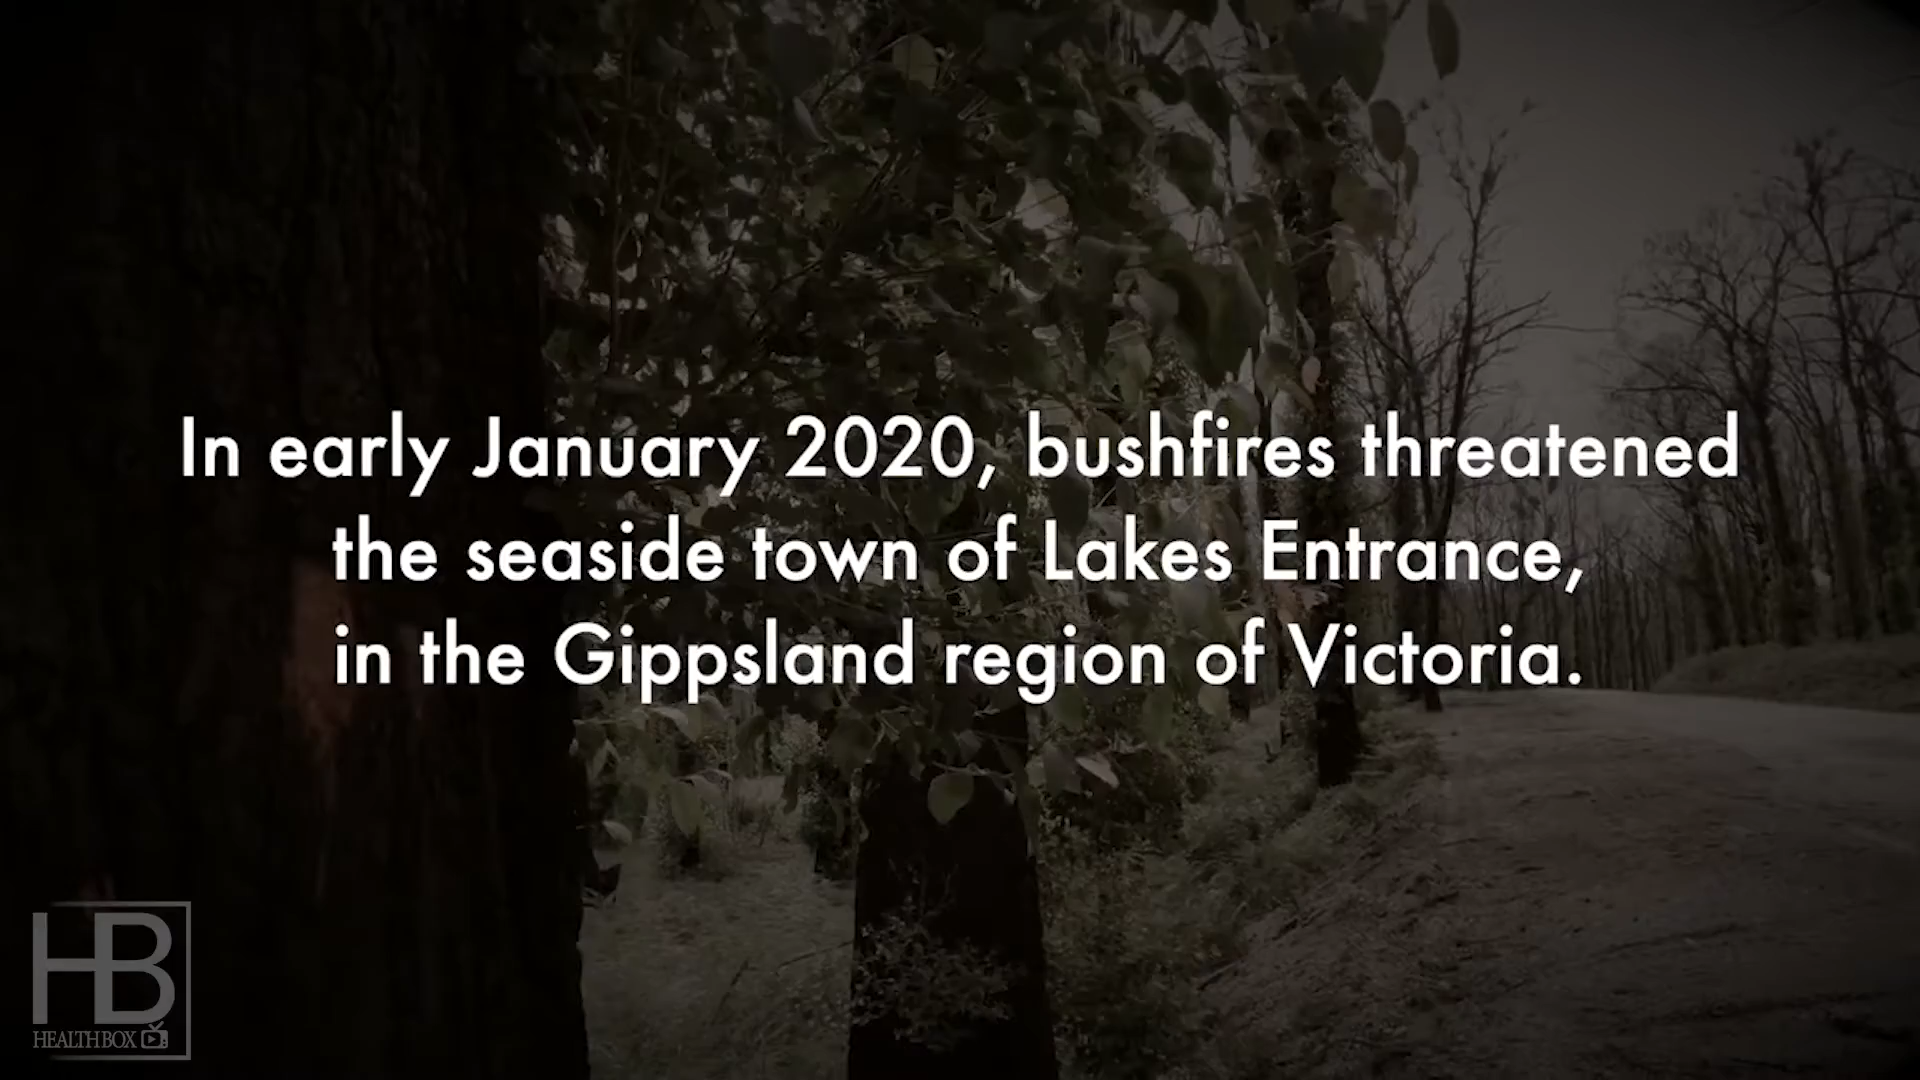 In early January 2020, bushfires threatened
the seaside town of Lakes Entrance,
in the Gippsland region of Victoria.
HB
HEALTH BOX